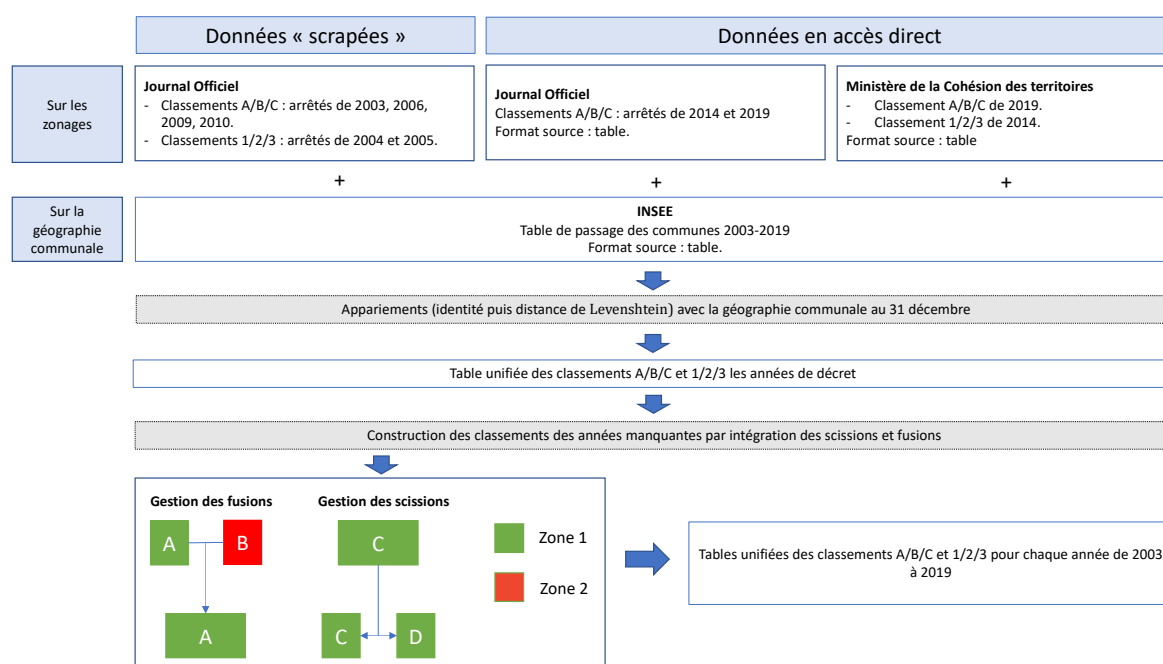 Données « scrapées »
Données en accès direct
Sur les
zonages
Journal Officiel
- Classements A/B/C : arrêtés de 2003, 2006,
2009, 2010.
- Classements 1/2/3 : arrêtés de 2004 et 2005.
Journal Officiel
Classements A/B/C : arrêtés de 2014 et 2019
Format source : table.
Ministère de la Cohésion des territoires
- Classement A/B/C de 2019.
- Classement 1/2/3 de 2014.
Format source : table
+
+
+
Sur la
géographie
communale
INSEE
Table de passage des communes 2003-2019
Format source : table.
Appariements (identité puis distance de Levenshtein) avec la géographie communale au 31 décembre
Table unifiée des classements A/B/C et 1/2/3 les années de décret
Construction des classements des années manquantes par intégration des scissions et fusions
Gestion des fusions
Gestion des scissions
A
B
C
Zone 1
Zone 2
A
C
D
Tables unifiées des classements A/B/C et 1/2/3 pour chaque année de 2003
à 2019